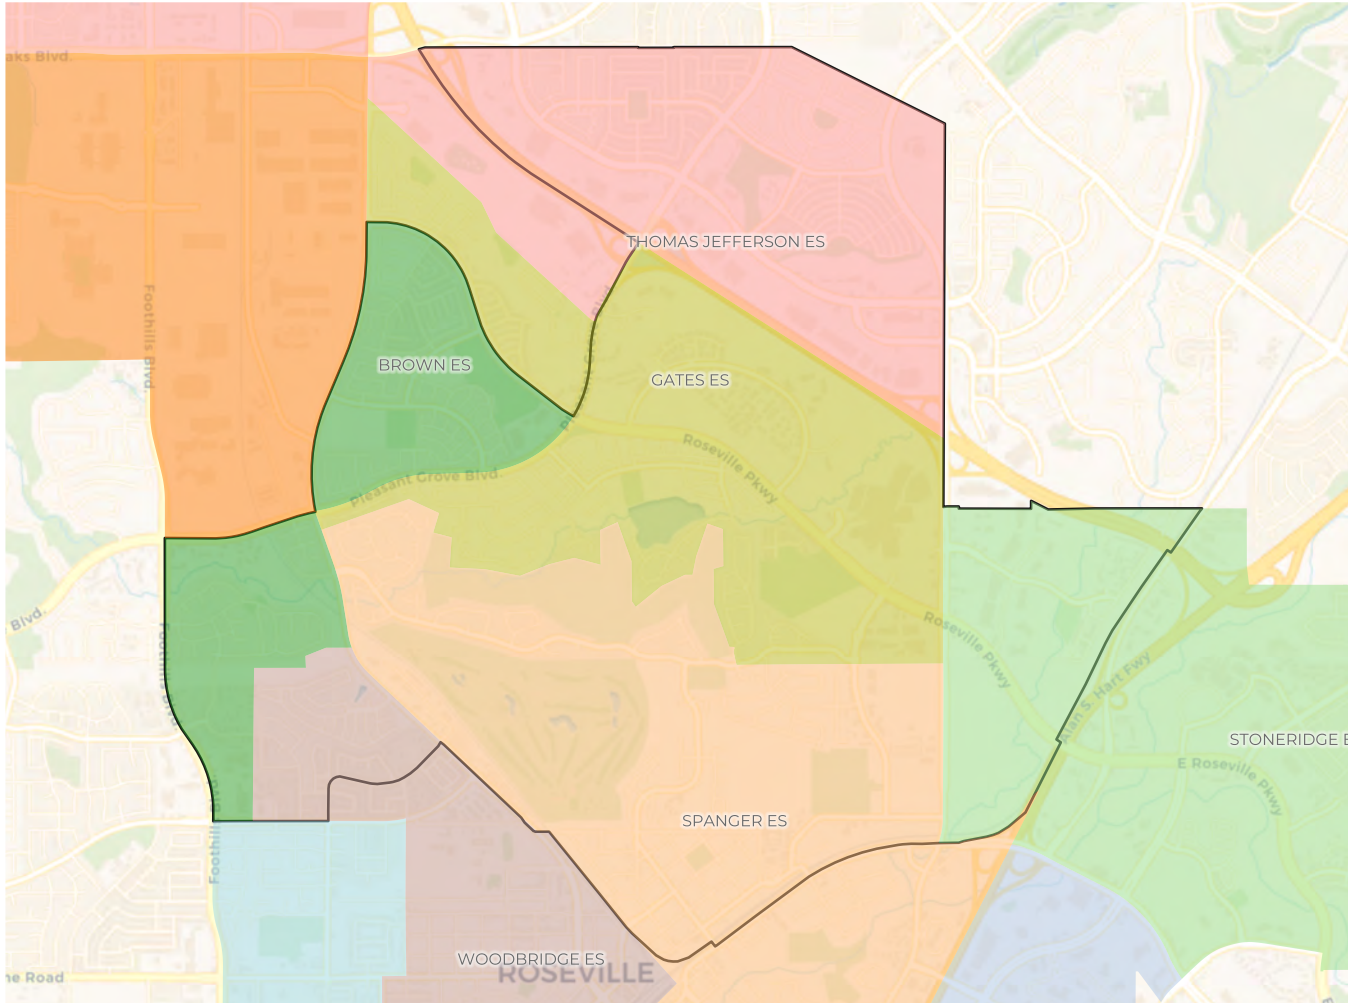 aks Blvd.
THOMAS JEFFERSON ES
Foothills Blvd.
Blvd
BROWN ES
GATES ES
Roseville Pkwy
Pleasant Grove Blvd.
Blvd.
Roseville Pkwy
Alan S. Hart Fwy
STONERIDGE E
E Roseville Pkwy
SPANGER ES
WOODBRIDGE ES
ROSEVILLE
ne Road